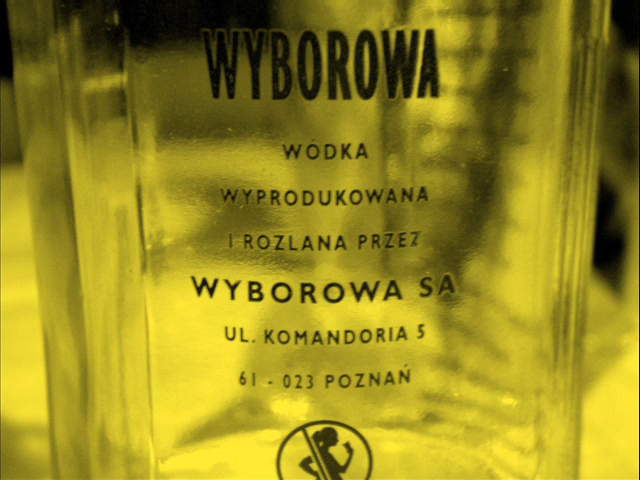 WYBOROWA
WÓDKA
WYPRODUKOWANA
I ROZLANA PRZEZ
WYBOROWA SA
UL. KOMANDORIA 5
61 - 023 POZNAŃ